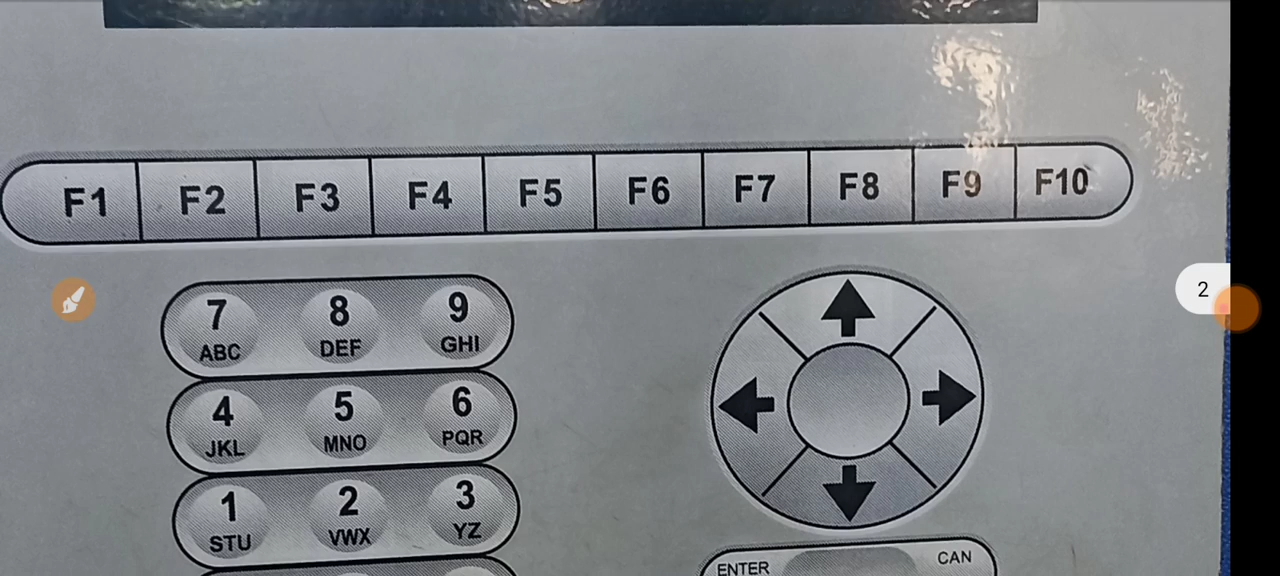 F1 F2 F3 F4 F5 F6 F7 F8 F9 F10
2
7 8 9
ABC DEF GHI
4 5 6
JKL MNO PQR
1 2 3
STU VWX YZ
ENTER CAN